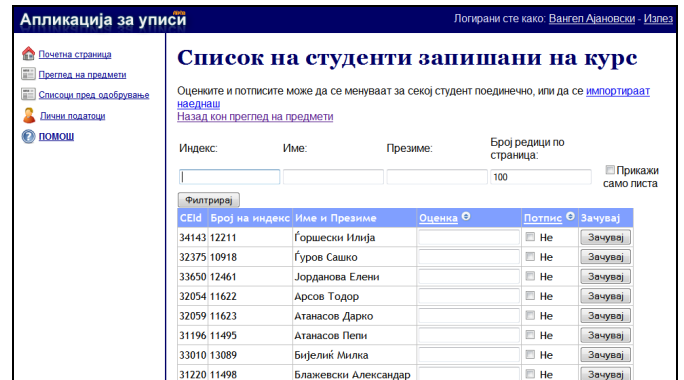 Апликација за уписи
Логирани сте како: Вангел Ајановски - Излез
Почетна страница
Преглед на предмети
Списоци пред одобрување
Лични податоци
ПОМОШ
Список на студенти запишани на курс
Оценките и потписите може да се менуваат за секој студент поединечно, или да се импортираат
наеднаш
Назад кон преглед на предмети
Индекс: Име: Презиме: Број редици по
страница:
100 Прикажи
само листа
Филтрирај
CEId Број на индекс Име и Презиме Оценка Потпис Зачувај
34143 12211 Ѓоршески Илија Не Зачувај
32375 10918 Ѓуров Сашко Не Зачувај
33650 12461 Јорданова Елени Не Зачувај
32054 11622 Арсов Тодор Не Зачувај
32059 11623 Атанасов Дарко Не Зачувај
31196 11495 Атанасов Пепи Не Зачувај
33010 13089 Бијелиќ Милка Не Зачувај
31220 11498 Блажевски Александар Не Зачувај